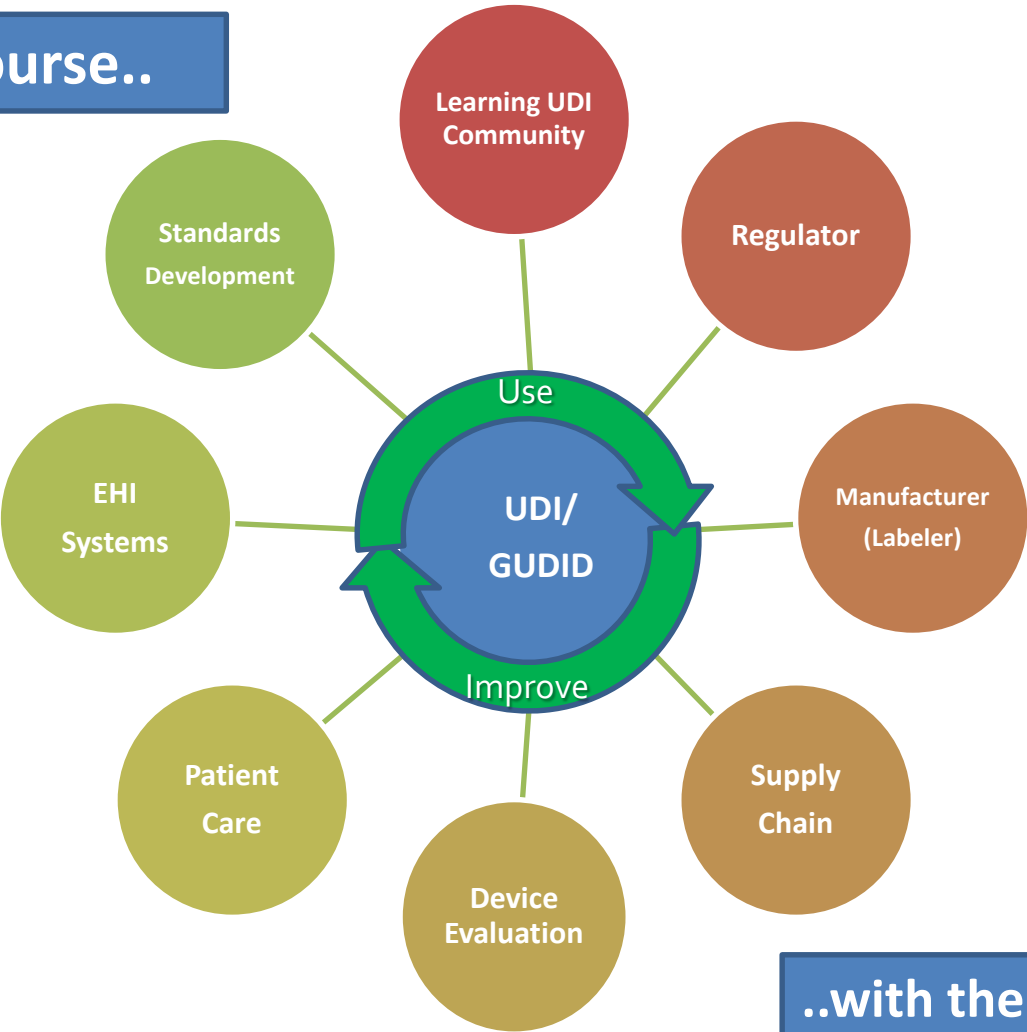 ourse..
Learning UDI
Community
Regulator
Standards
Development
Use
EHI
Systems
UDI/
GUDID
Manufacturer
(Labeler)
Improve
Patient
Care
Supply
Chain
Device
Evaluation
..with the